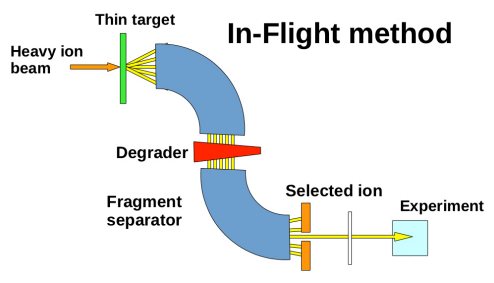 Thin target
In-Flight method
Heavy ion
beam
Degrader
Fragment
separator
Selected ion
Experiment